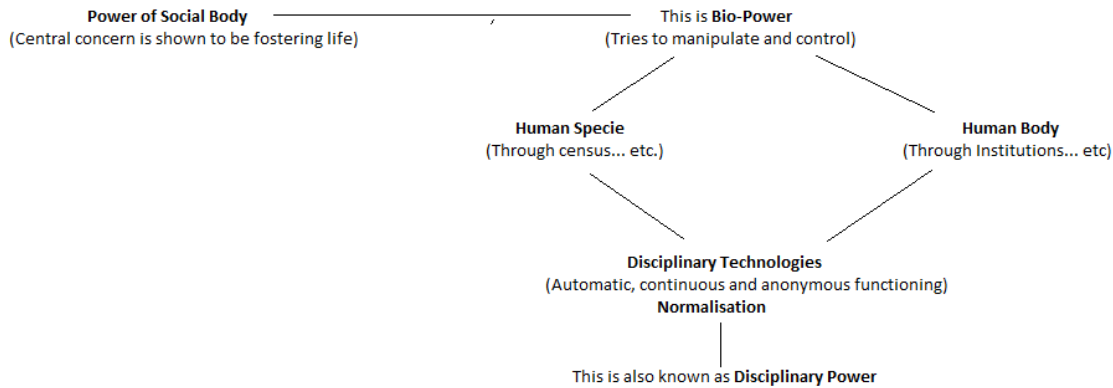 Power of Social Body
This is Bio-Power
(Central concern is shown to be fostering life)
(Tries to manipulate and control)
Human Specie
Human Body
(Through census... etc.)
(Through Institutions... etc)
Disciplinary Technologies
(Automatic, continuous and anonymous functioning)
Normalisation
This is also known as Disciplinary Power